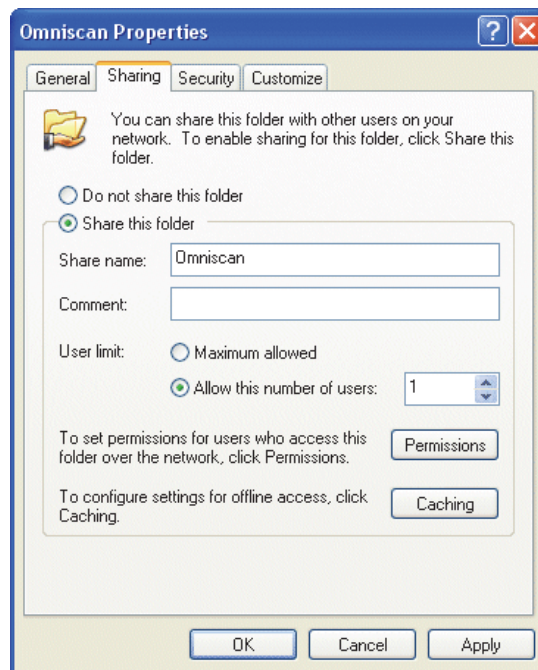 Omniscan Properties
General Sharing Security Customize
You can share this folder with other users on your
network. To enable sharing for this folder, click Share this
folder.
Do not share this folder
Share this folder
Share name: Omniscan
Comment:
User limit: Maximum allowed
Allow this number of users: 1
To set permissions for users who access this
folder over the network, click Permissions.
Permissions
To configure settings for offline access, click
Caching.
Caching
OK Cancel Apply